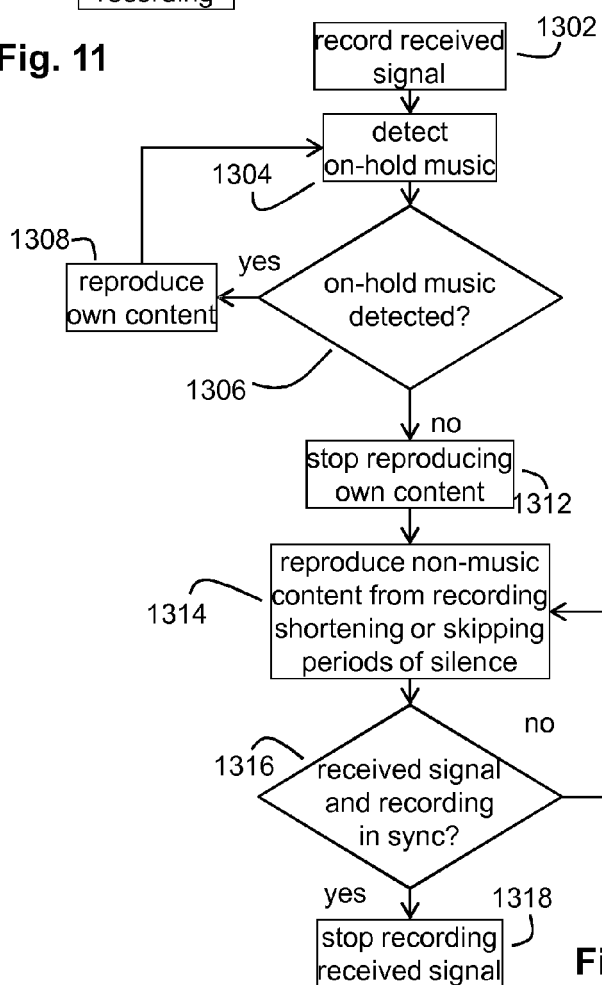 recording
Fig. 11
record received
signal
1302
detect
on-hold music
1304
1308
yes
reproduce
own content
on-hold music
detected?
1306
no
stop reproducing
own content
1312
reproduce non-music
content from recording
shortening or skipping
periods of silence
1314
no
1316
received signal
and recording
in sync?
yes
1318
stop recording
received signal